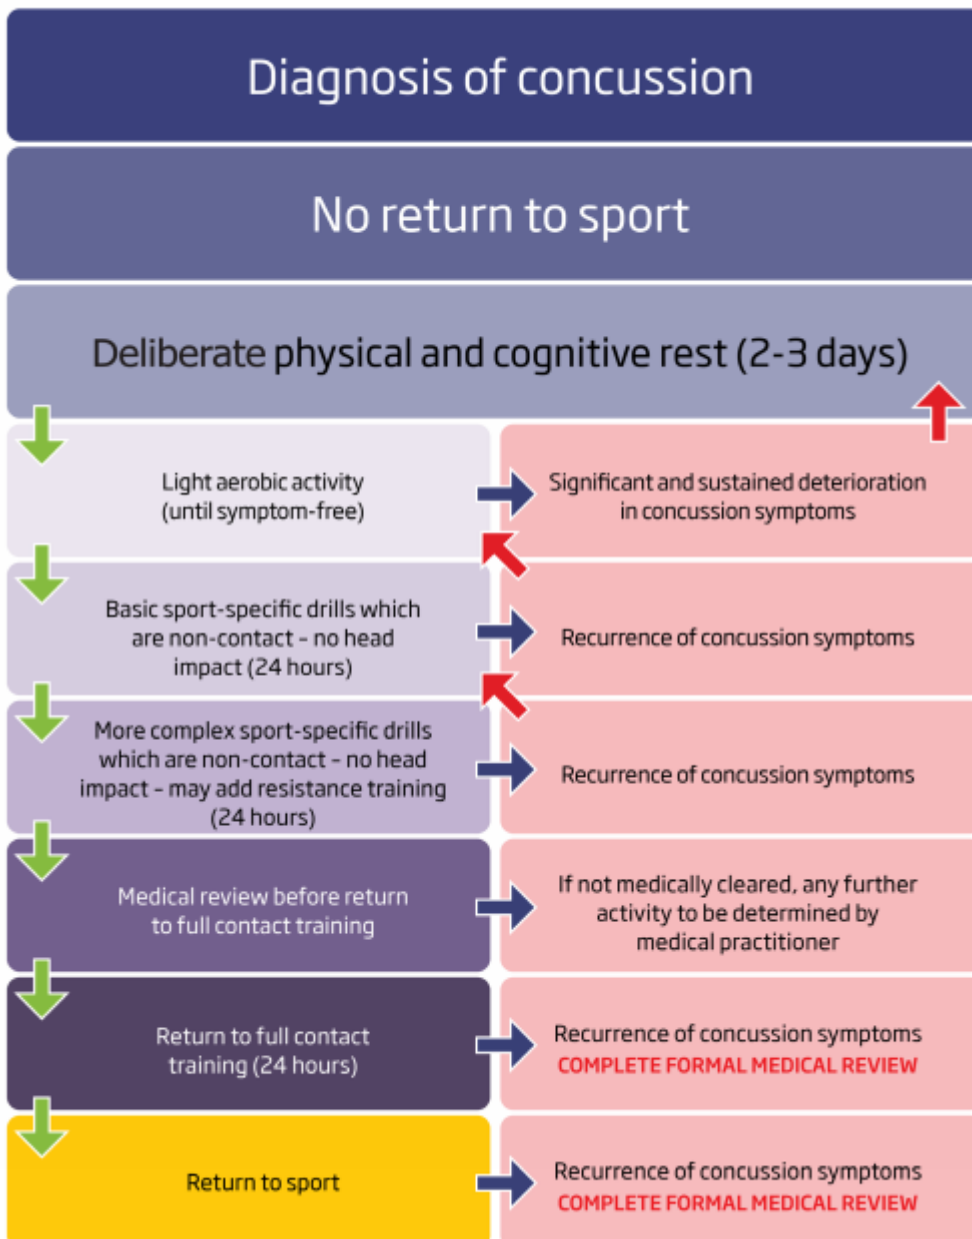 Diagnosis of concussion
No return to sport
Deliberate physical and cognitive rest (2-3 days)
Light aerobic activity
(until symptom-free)
Significant and sustained deterioration
in concussion symptoms
Basic sport-specific drills which
are non-contact – no head
impact (24 hours)
Recurrence of concussion symptoms
More complex sport-specific drills
which are non-contact – no head
impact – may add resistance training
(24 hours)
Recurrence of concussion symptoms
Medical review before return
to full contact training
If not medically cleared, any further
activity to be determined by
medical practitioner
Return to full contact
training (24 hours)
Recurrence of concussion symptoms
COMPLETE FORMAL MEDICAL REVIEW
Return to sport
Recurrence of concussion symptoms
COMPLETE FORMAL MEDICAL REVIEW